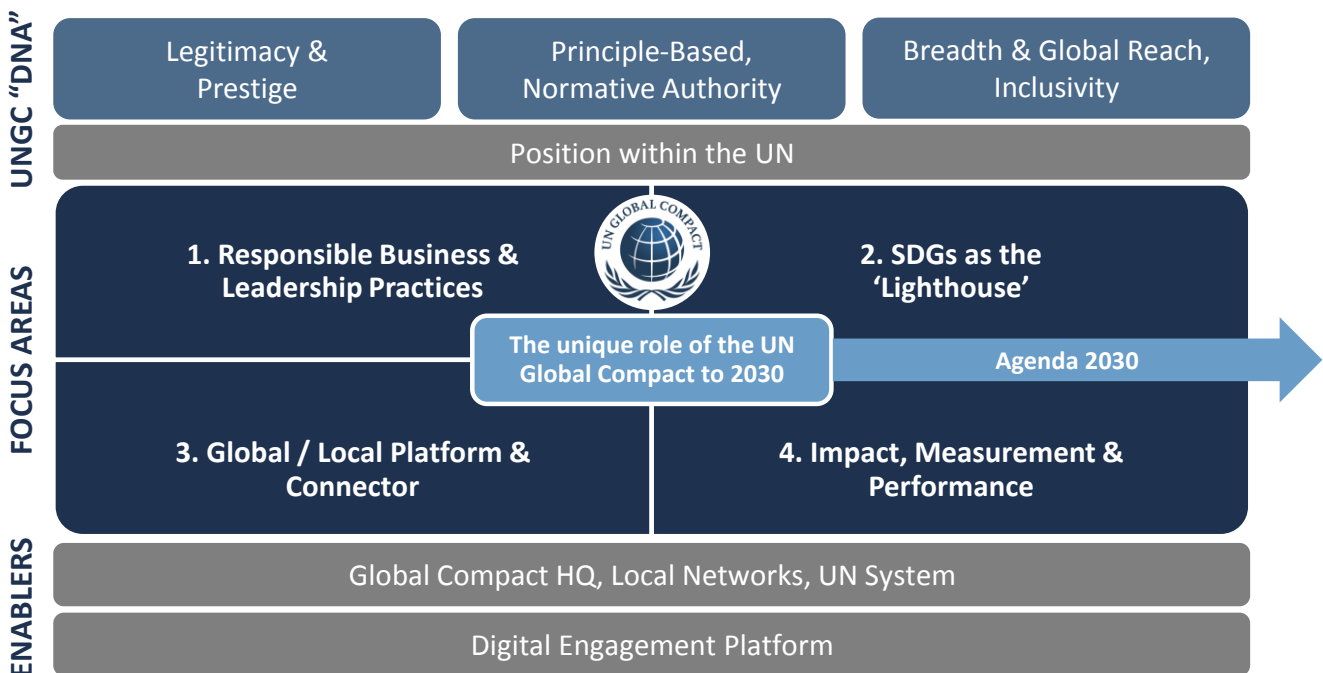 UNGC “DNA”
Legitimacy &
Prestige
Principle-Based,
Normative Authority
Breadth & Global Reach,
Inclusivity
Position within the UN
FOCUS AREAS
1. Responsible Business &
Leadership Practices
UN GLOBAL COMPACT
2. SDGs as the
‘Lighthouse’
The unique role of the UN
Global Compact to 2030
Agenda 2030
3. Global / Local Platform &
Connector
4. Impact, Measurement &
Performance
ENABLERS
Global Compact HQ, Local Networks, UN System
Digital Engagement Platform